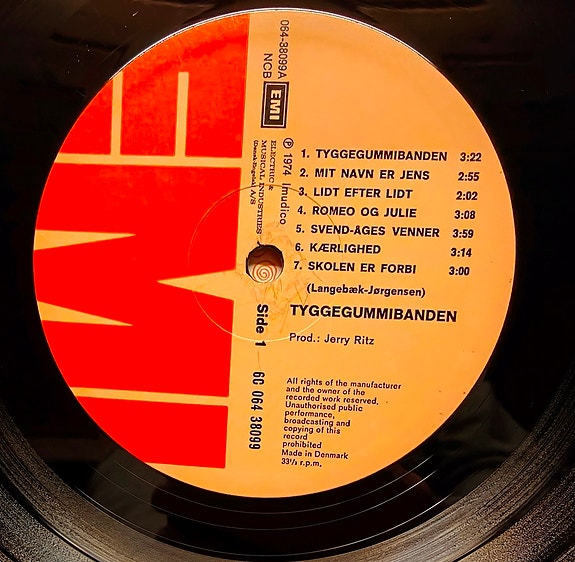 EMI
064-38099A
NCB
EMI
ELECTRIC &
MUSICAL INDUSTRIES
(Dansk-Engelsk) A/S
℗ 1974 Imudico
1. TYGGEGUMMIBANDEN 3:22
2. MIT NAVN ER JENS 2:55
3. LIDT EFTER LIDT 2:02
4. ROMEO OG JULIE 3:08
5. SVEND-ÅGES VENNER 3:59
6. KÆRLIGHED 3:14
7. SKOLEN ER FORBI 3:00
(Langebæk-Jørgensen)
TYGGEGUMMIBANDEN
Prod.: Jerry Ritz
Side 1
6C 064 38099
All rights of the manufacturer
and the owner of the
recorded work reserved.
Unauthorised public
performance,
broadcasting and
copying of this
record
prohibited
Made in Denmark
33⅓ r.p.m.